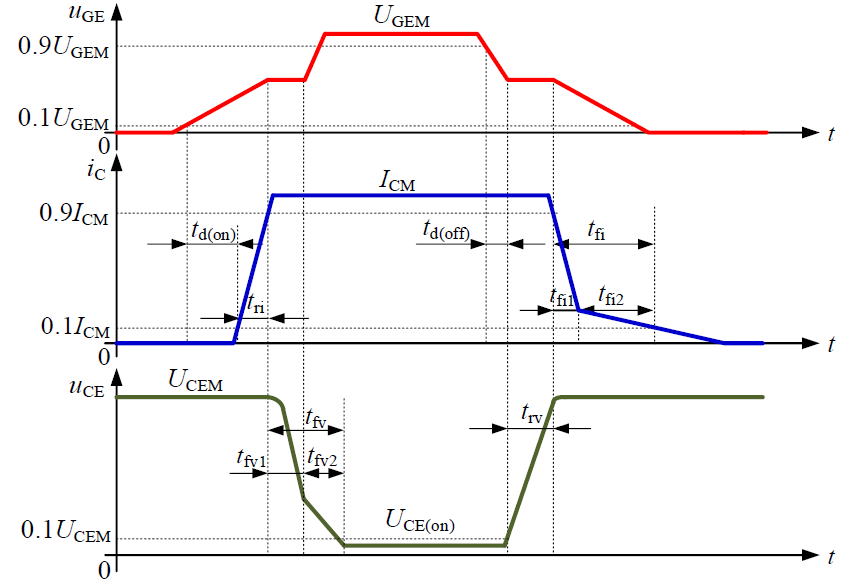 uGE
UGEM
0.9UGEM
0.1UGEM
0
t
iC
ICM
0.9ICM
td(on)
td(off)
tfi
tri
tfi1
tfi2
0.1ICM
0
t
uCE
UCEM
tfv
trv
tfv1
tfv2
UCE(on)
0.1UCEM
0
t